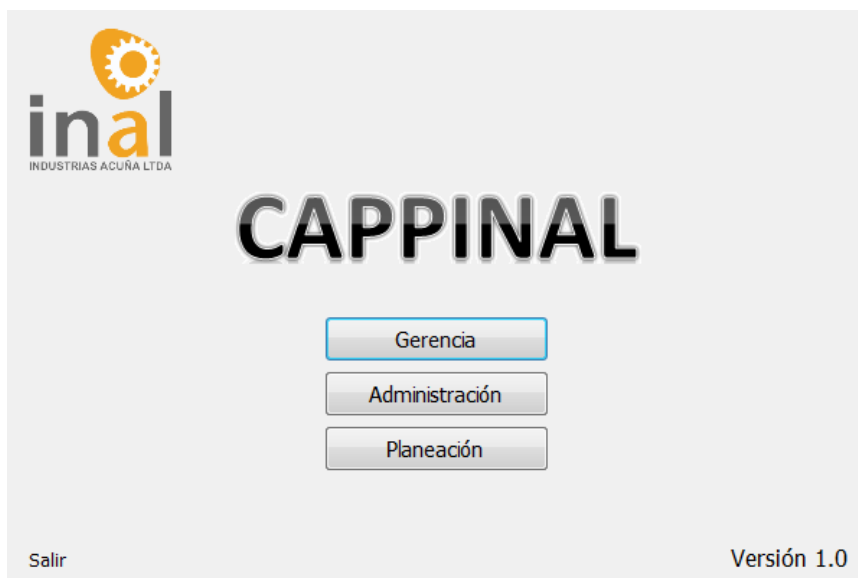 inal
INDUSTRIAS ACUÑA LTDA
CAPPINAL
Gerencia
Administración
Planeación
Salir
Versión 1.0